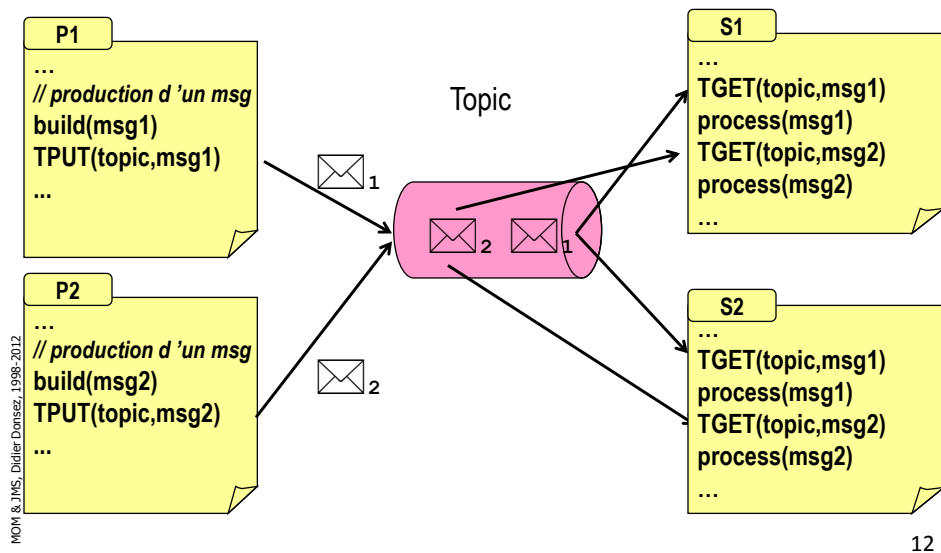 P1
…
// production d 'un msg
build(msg1)
TPUT(topic,msg1)
...
P2
…
// production d 'un msg
build(msg2)
TPUT(topic,msg2)
...
Topic
1
2
2
1
S1
…
TGET(topic,msg1)
process(msg1)
TGET(topic,msg2)
process(msg2)
…
S2
…
TGET(topic,msg1)
process(msg1)
TGET(topic,msg2)
process(msg2)
…
MOM & JMS, Didier Donsez, 1998-2012
12